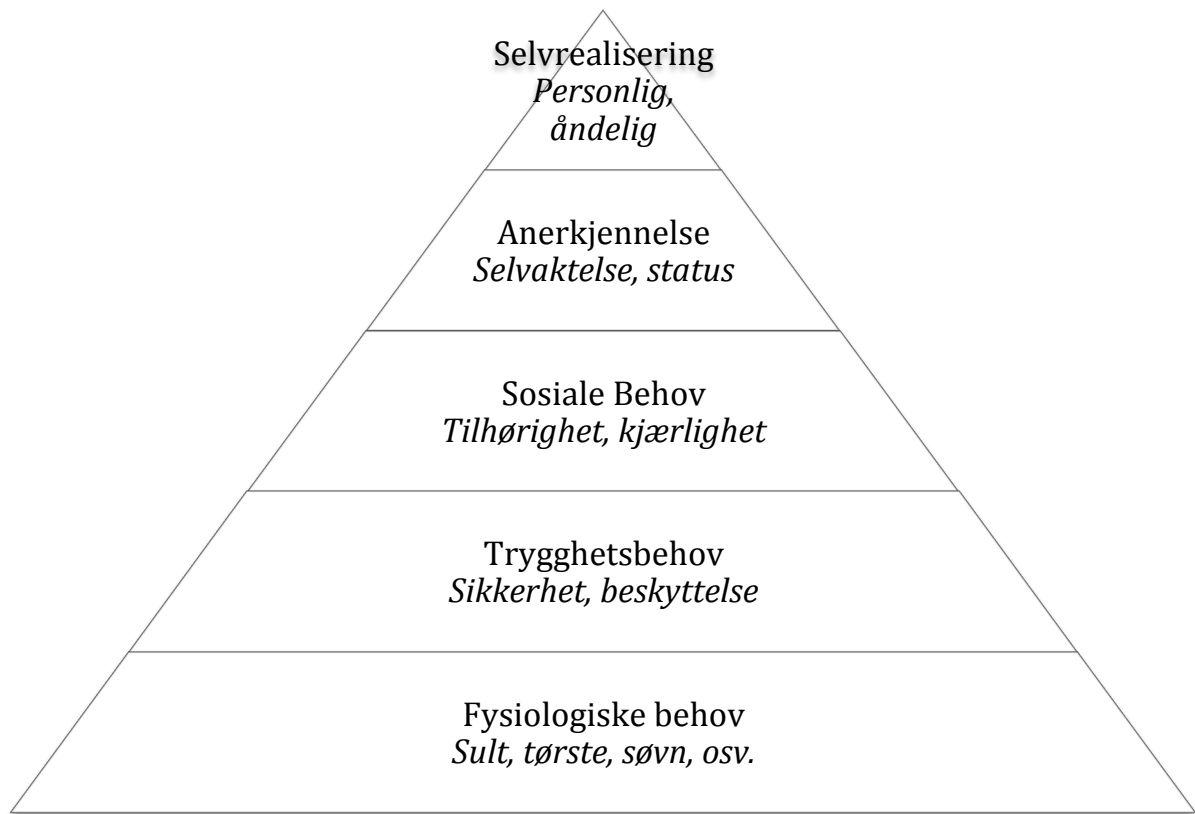 Selvrealisering
Personlig,
åndelig
Anerkjennelse
Selvaktelse, status
Sosiale Behov
Tilhørighet, kjærlighet
Trygghetsbehov
Sikkerhet, beskyttelse
Fysiologiske behov
Sult, tørste, søvn, osv.